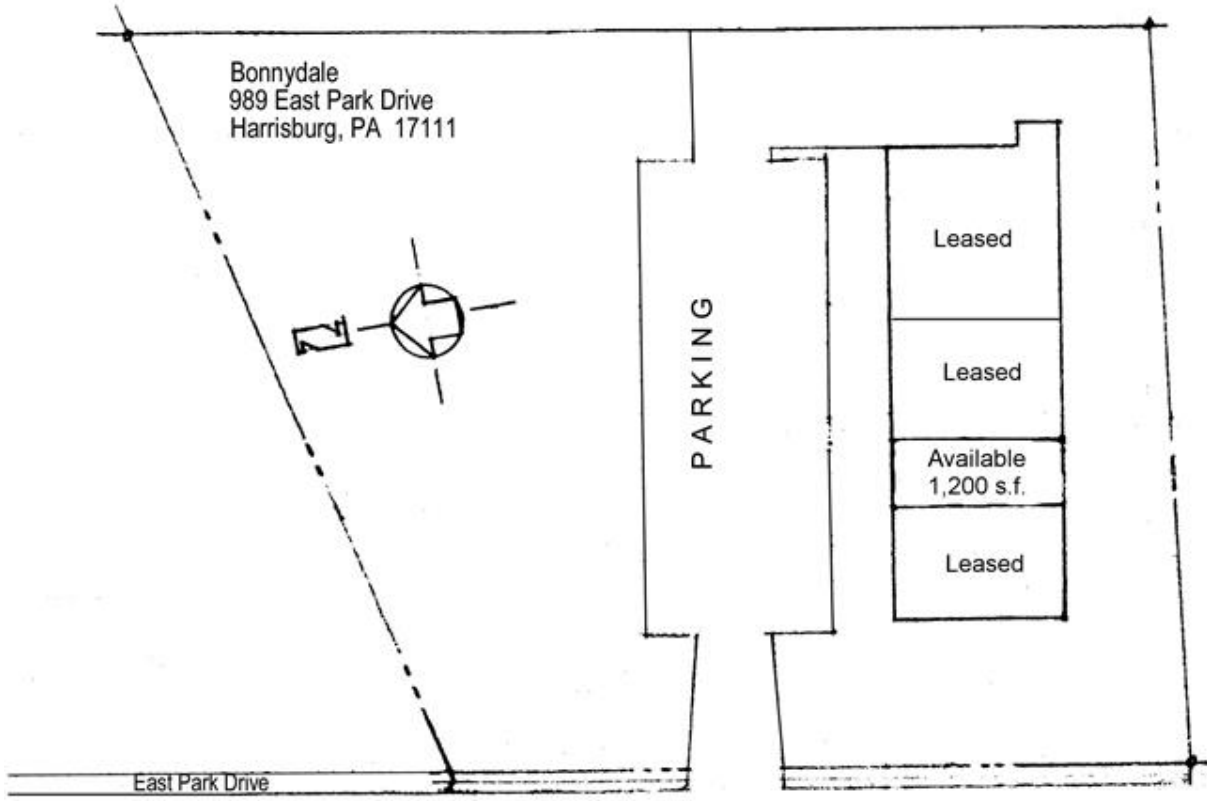 Bonnydale
989 East Park Drive
Harrisburg, PA 17111
Leased
N
PARKING
Leased
Available
1,200 s.f.
Leased
East Park Drive